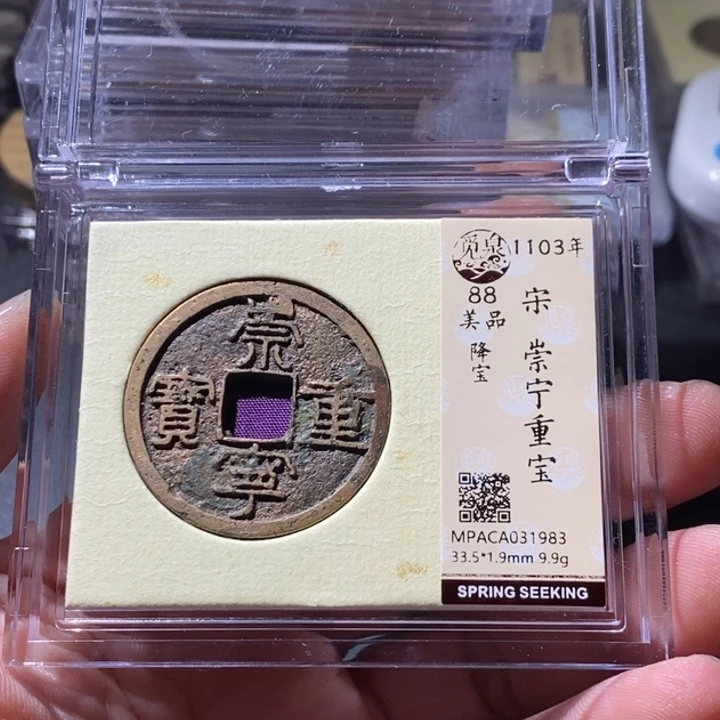 崇
寧
重
寶
覓泉
1103年
88
美品
降宝
宋 崇宁重宝
MPACA031983
33.5*1.9mm 9.9g
SPRING SEEKING